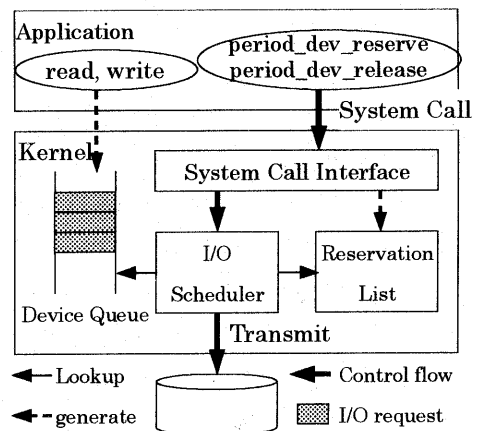 Application
read, write
period_dev_reserve
period_dev_release
System Call
Kernel
System Call Interface
I/O
Scheduler
Reservation
List
Device Queue
Transmit
Lookup
Control flow
generate
I/O request